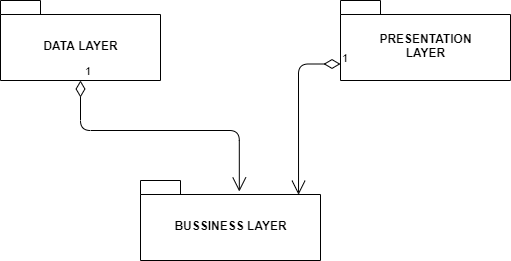 DATA LAYER
1
PRESENTATION
LAYER
1
BUSSINESS LAYER